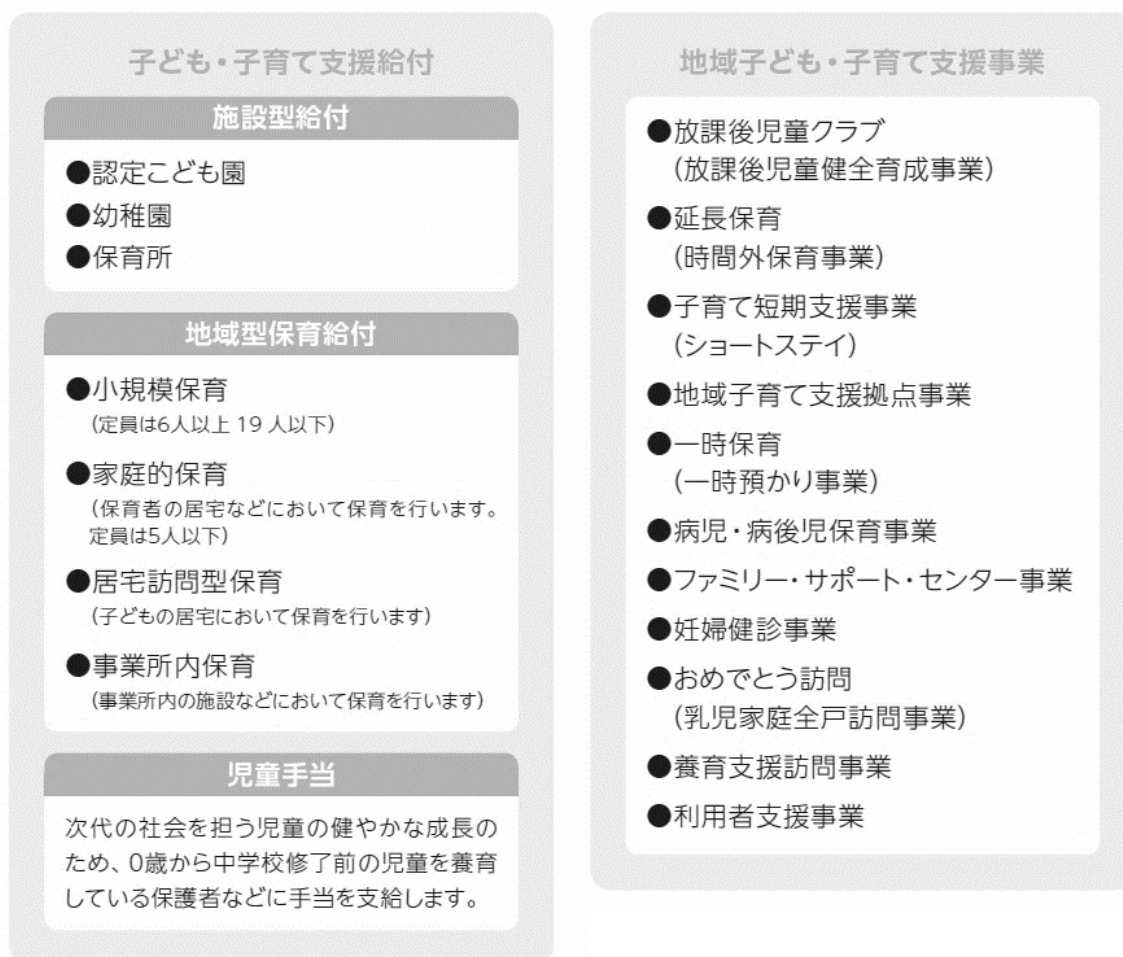 子ども・子育て支援給付
施設型給付
●認定こども園
●幼稚園
●保育所
地域型保育給付
●小規模保育
(定員は6人以上 19 人以下)
●家庭的保育
(保育者の居宅などにおいて保育を行います。
定員は5人以下)
●居宅訪問型保育
(子どもの居宅において保育を行います)
●事業所内保育
(事業所内の施設などにおいて保育を行います)
児童手当
次代の社会を担う児童の健やかな成長の
ため、0歳から中学校修了前の児童を養育
している保護者などに手当を支給します。
地域子ども・子育て支援事業
●放課後児童クラブ
(放課後児童健全育成事業)
●延長保育
(時間外保育事業)
●子育て短期支援事業
(ショートステイ)
●地域子育て支援拠点事業
●一時保育
(一時預かり事業)
●病児・病後児保育事業
●ファミリー・サポート・センター事業
●妊婦健診事業
●おめでとう訪問
(乳児家庭全戸訪問事業)
●養育支援訪問事業
●利用者支援事業